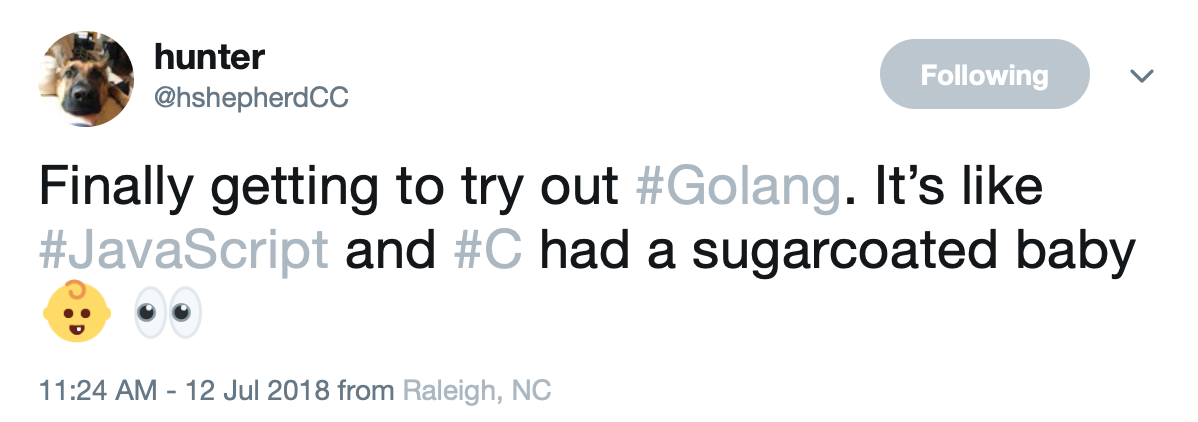 hunter
@hshepherdCC
Following
Finally getting to try out #Golang. It’s like
#JavaScript and #C had a sugarcoated baby
👶 👀
11:24 AM - 12 Jul 2018 from Raleigh, NC